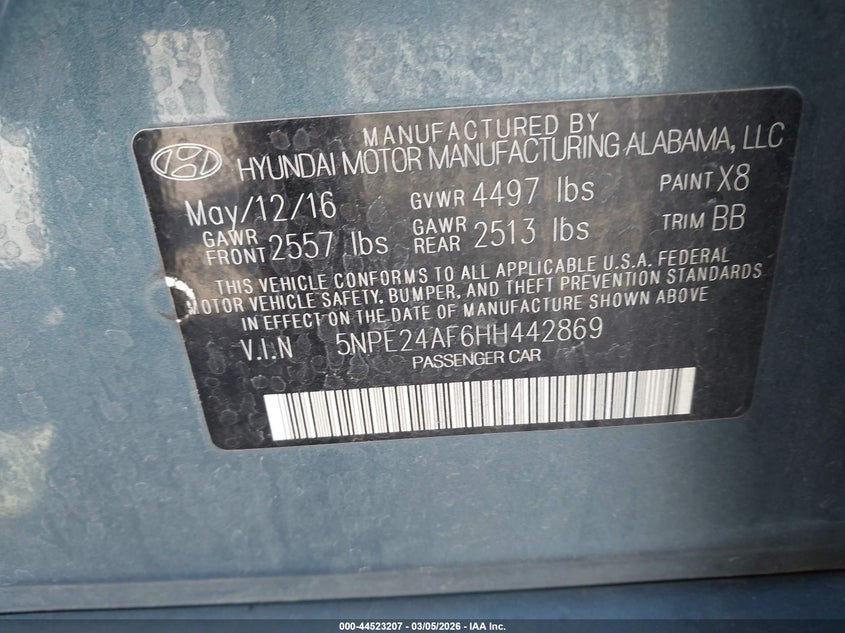 MANUFACTURED BY
HYUNDAI MOTOR MANUFACTURING ALABAMA, LLC
May/12/16 GVWR 4497 lbs PAINT X8
GAWR FRONT 2557 lbs GAWR REAR 2513 lbs TRIM BB
THIS VEHICLE CONFORMS TO ALL APPLICABLE U.S.A. FEDERAL
MOTOR VEHICLE SAFETY, BUMPER, AND THEFT PREVENTION STANDARDS
IN EFFECT ON THE DATE OF MANUFACTURE SHOWN ABOVE
V.I.N 5NPE24AF6HH442869
PASSENGER CAR
000-44523207 - 03/05/2026 - IAA Inc.